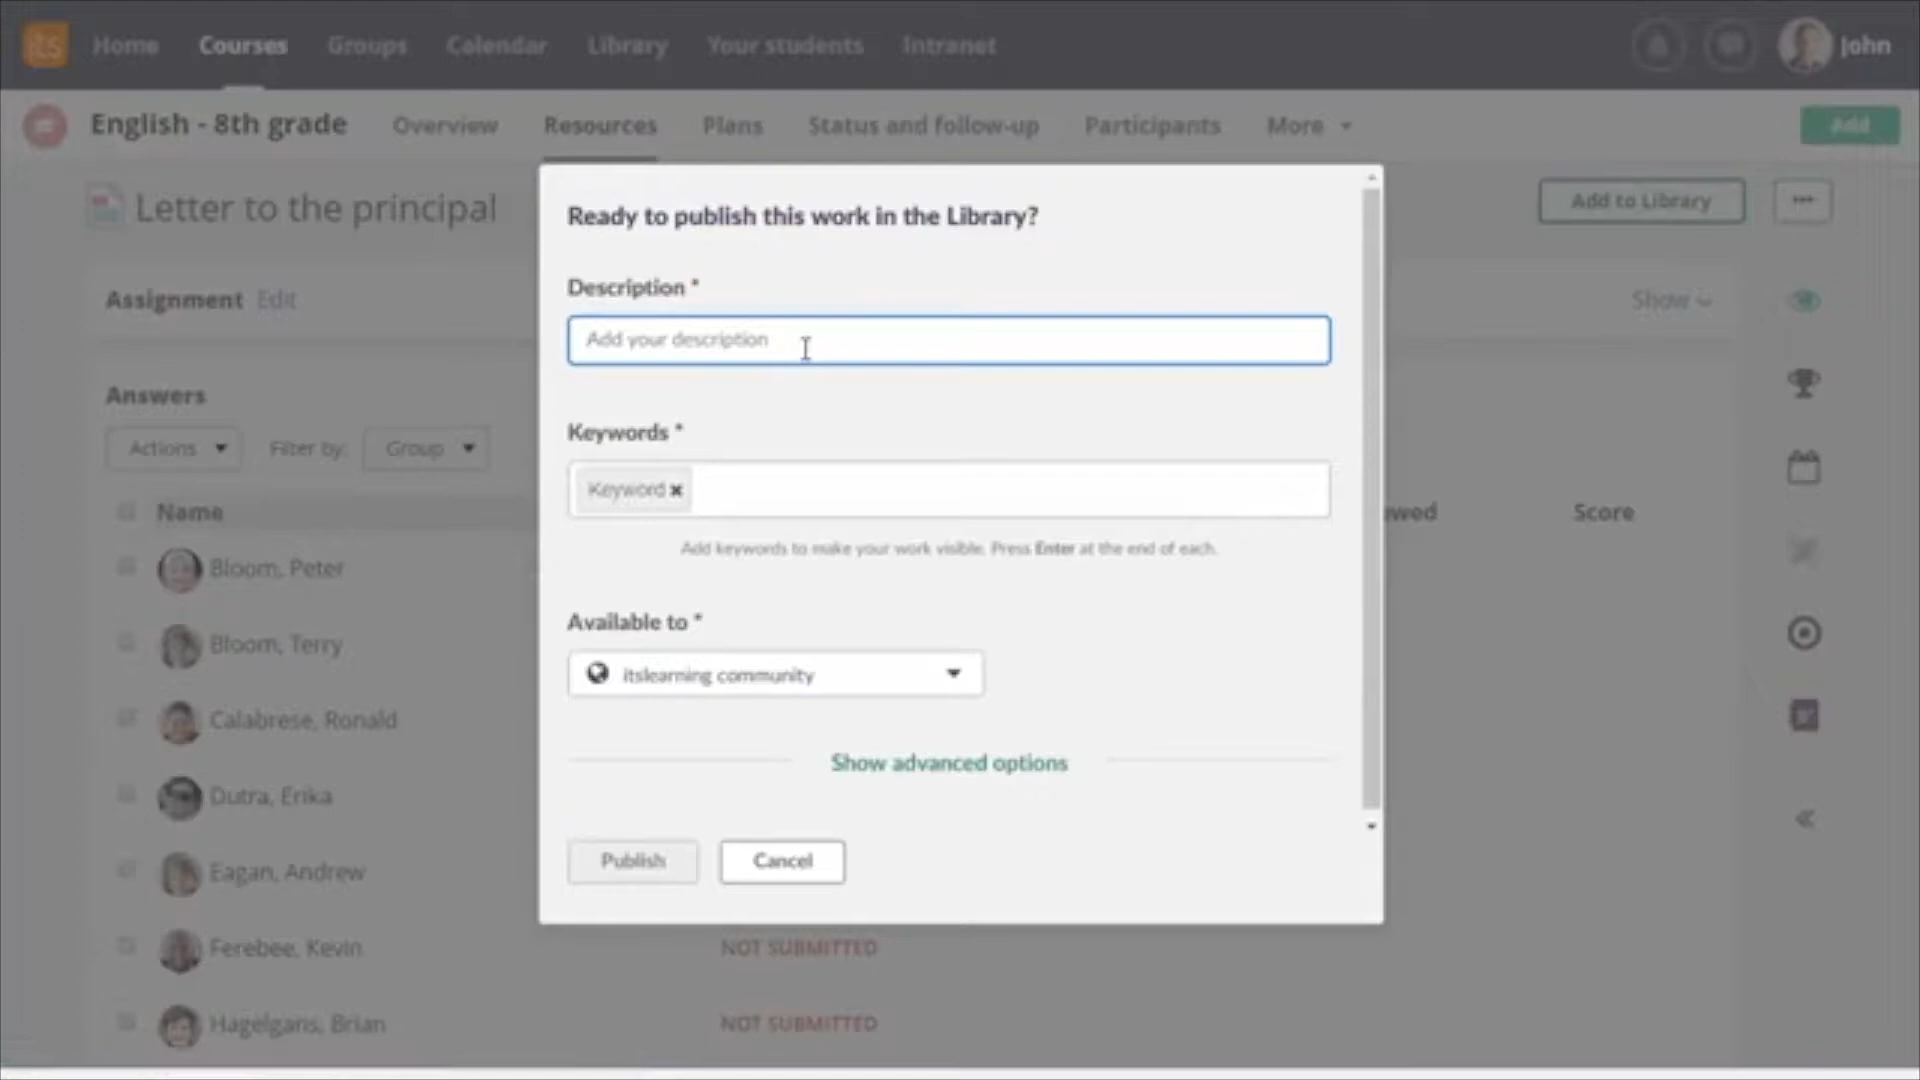 its Home Courses Groups Calendar Library Your students Intranet John
English - 8th grade Overview Resources Plans Status and follow-up Participants More Add
Letter to the principal Add to Library ...
Ready to publish this work in the Library?
Assignment Edit Show
Description *
Add your description
Answers
Actions Filter by: Group
Keywords *
Keyword ×
Name Score
Add keywords to make your work visible. Press Enter at the end of each.
Bloom, Peter
Available to *
Bloom, Terry
itslearning community
Calabrese, Ronald
Show advanced options
Dutra, Erika
Publish Cancel
Eagan, Andrew
Ferebee, Kevin NOT SUBMITTED
Hagelgans, Brian NOT SUBMITTED